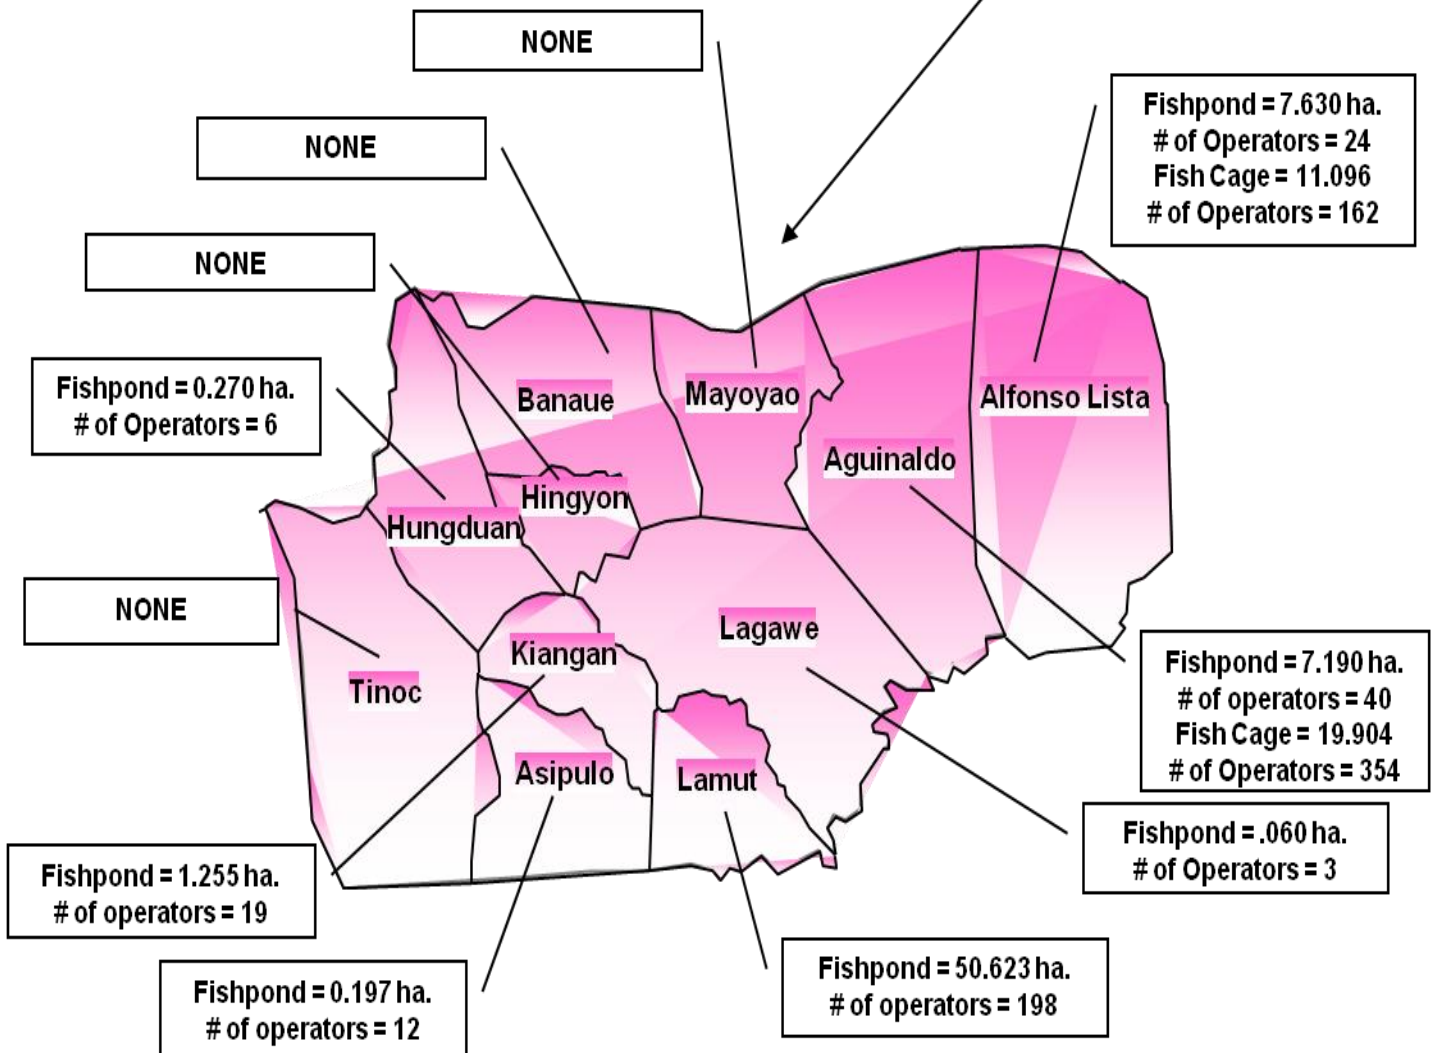 NONE
NONE
NONE
Fishpond = 7.630 ha.
# of Operators = 24
Fish Cage = 11.096
# of Operators = 162
Fishpond = 0.270 ha.
# of Operators = 6
Banaue
Mayoyao
Alfonso Lista
Aguinaldo
Hingyon
Hungduan
NONE
Lagawe
Kiangan
Tinoc
Asipulo
Lamut
Fishpond = 7.190 ha.
# of operators = 40
Fish Cage = 19.904
# of Operators = 354
Fishpond = .060 ha.
# of Operators = 3
Fishpond = 1.255 ha.
# of operators = 19
Fishpond = 50.623 ha.
# of operators = 198
Fishpond = 0.197 ha.
# of operators = 12